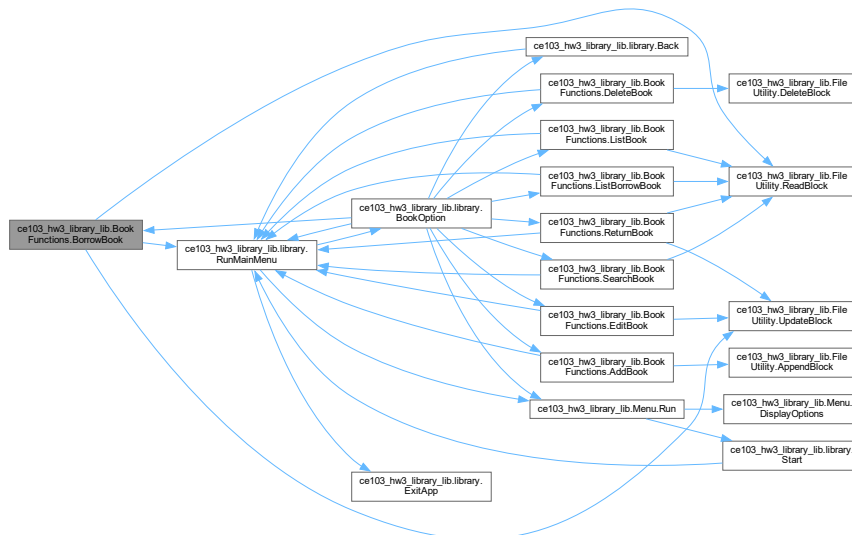 ce103_hw3_library_lib.Book
Functions.BorrowBook
ce103_hw3_library_lib.library.
RunMainMenu
ce103_hw3_library_lib.library.
BookOption
ce103_hw3_library_lib.library.
ExitApp
ce103_hw3_library_lib.library.Back
ce103_hw3_library_lib.Book
Functions.DeleteBook
ce103_hw3_library_lib.Book
Functions.ListBook
ce103_hw3_library_lib.Book
Functions.ListBorrowBook
ce103_hw3_library_lib.Book
Functions.ReturnBook
ce103_hw3_library_lib.Book
Functions.SearchBook
ce103_hw3_library_lib.Book
Functions.EditBook
ce103_hw3_library_lib.Book
Functions.AddBook
ce103_hw3_library_lib.Menu.Run
ce103_hw3_library_lib.File
Utility.DeleteBlock
ce103_hw3_library_lib.File
Utility.ReadBlock
ce103_hw3_library_lib.File
Utility.UpdateBlock
ce103_hw3_library_lib.File
Utility.AppendBlock
ce103_hw3_library_lib.Menu.
DisplayOptions
ce103_hw3_library_lib.library.
Start